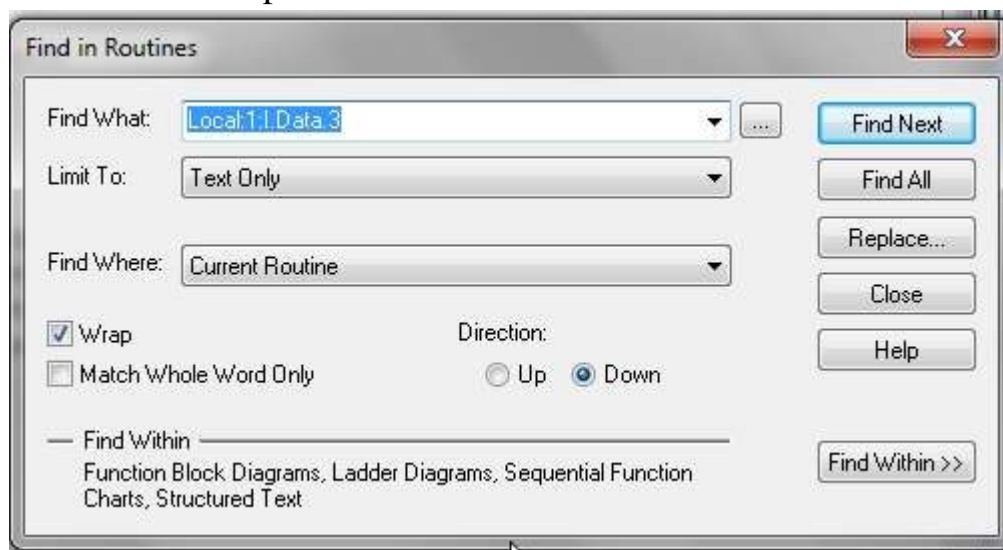 Find in Routines
Find What: Local:1:I.Data.3 ... Find Next
Limit To: Text Only Find All
Replace...
Find Where: Current Routine
Close
Wrap Direction:
Help
Match Whole Word Only Up Down
Find Within
Function Block Diagrams, Ladder Diagrams, Sequential Function
Charts, Structured Text
Find Within >>